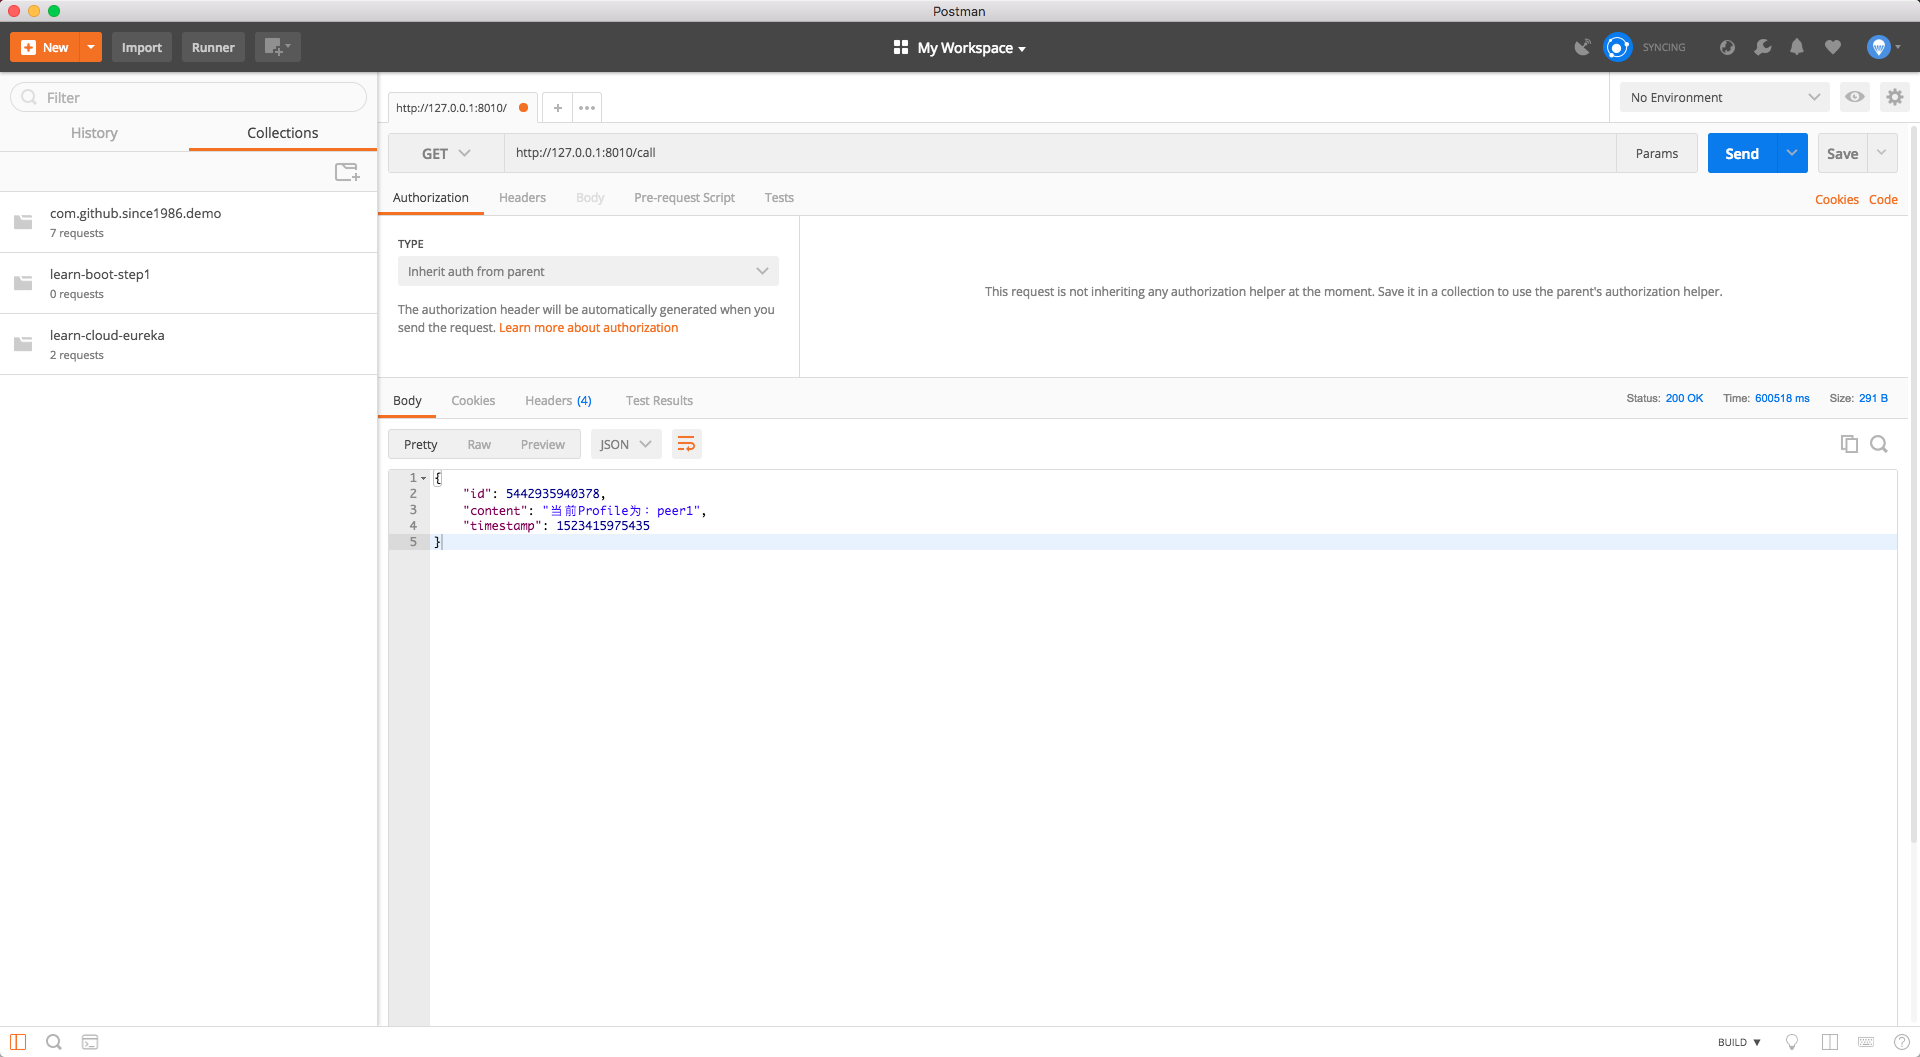 Postman
New
Import
Runner
My Workspace
SYNCING
Filter
History
Collections
com.github.since1986.demo
7 requests
learn-boot-step1
0 requests
learn-cloud-eureka
2 requests
http://127.0.0.1:8010/
No Environment
GET
http://127.0.0.1:8010/call
Params
Send
Save
Authorization
Headers
Body
Pre-request Script
Tests
Cookies
Code
TYPE
Inherit auth from parent
The authorization header will be automatically generated when you
send the request. Learn more about authorization
This request is not inheriting any authorization helper at the moment. Save it in a collection to use the parent's authorization helper.
Body
Cookies
Headers (4)
Test Results
Status: 200 OK
Time: 600518 ms
Size: 291 B
Pretty
Raw
Preview
JSON
1 {
2 "id": 5442935940378,
3 "content": "当前Profile为：peer1",
4 "timestamp": 1523415975435
5 }
BUILD